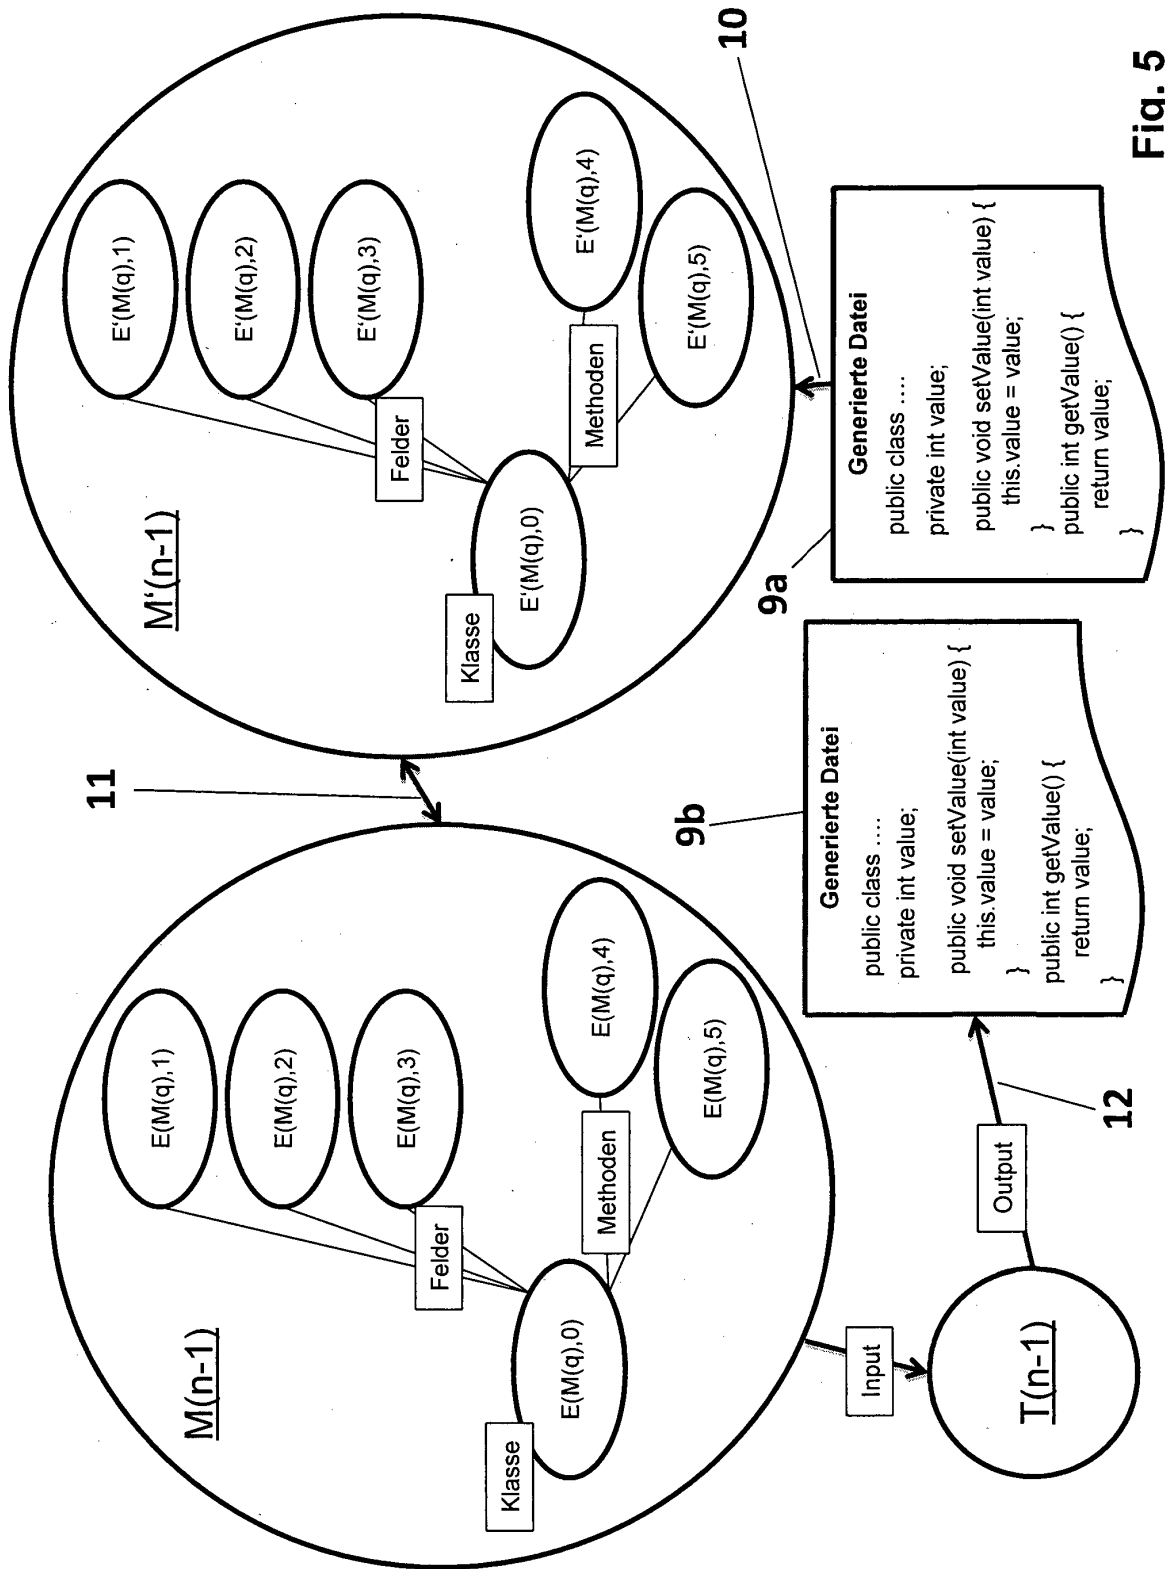 M(n-1)
Klasse
E(M(q),0)
Felder
E(M(q),1)
E(M(q),2)
E(M(q),3)
Methoden
E(M(q),4)
E(M(q),5)
11
M‘(n-1)
Klasse
E‘(M(q),0)
Felder
E‘(M(q),1)
E‘(M(q),2)
E‘(M(q),3)
Methoden
E‘(M(q),4)
E‘(M(q),5)
10
Input
T(n-1)
Output
12
9b
Generierte Datei
public class ....
private int value;
public void setValue(int value) {
this.value = value;
}
public int getValue() {
return value;
}
9a
Generierte Datei
public class ....
private int value;
public void setValue(int value) {
this.value = value;
}
public int getValue() {
return value;
}
Fig. 5